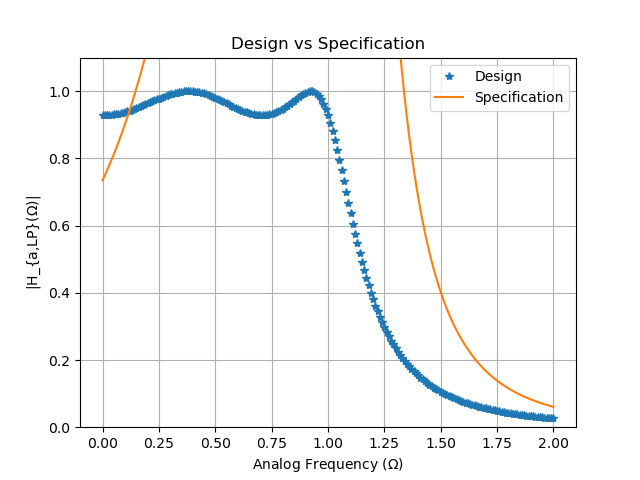 Design vs Specification
Design
Specification
|H_{a,LP}(Ω)|
1.0
0.8
0.6
0.4
0.2
0.0
0.00 0.25 0.50 0.75 1.00 1.25 1.50 1.75 2.00
Analog Frequency (Ω)